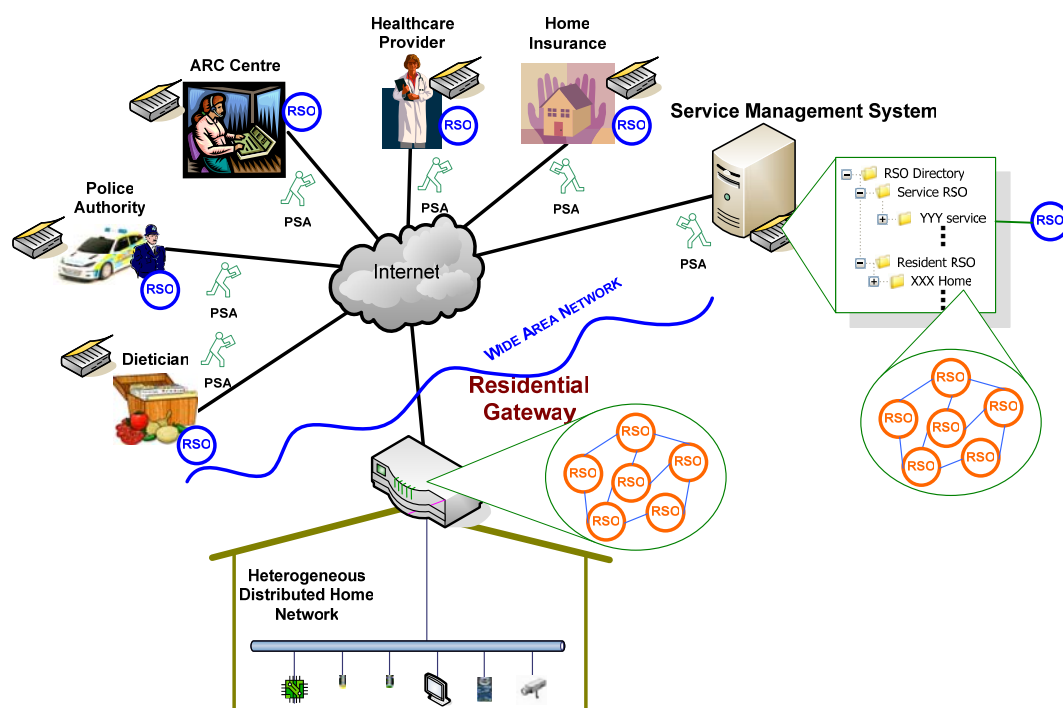 Healthcare
Provider
Home
Insurance
ARC Centre
RSO
RSO
RSO
Service Management System
PSA
PSA
PSA
PSA
Police
Authority
RSO
PSA
Internet
RSO Directory
Service RSO
YYY service
Resident RSO
XXX Home
RSO
WIDE AREA NETWORK
Dietician
PSA
RSO
Residential
Gateway
RSO
RSO
RSO
RSO
RSO
RSO
RSO
RSO
RSO
RSO
RSO
RSO
Heterogeneous
Distributed Home
Network